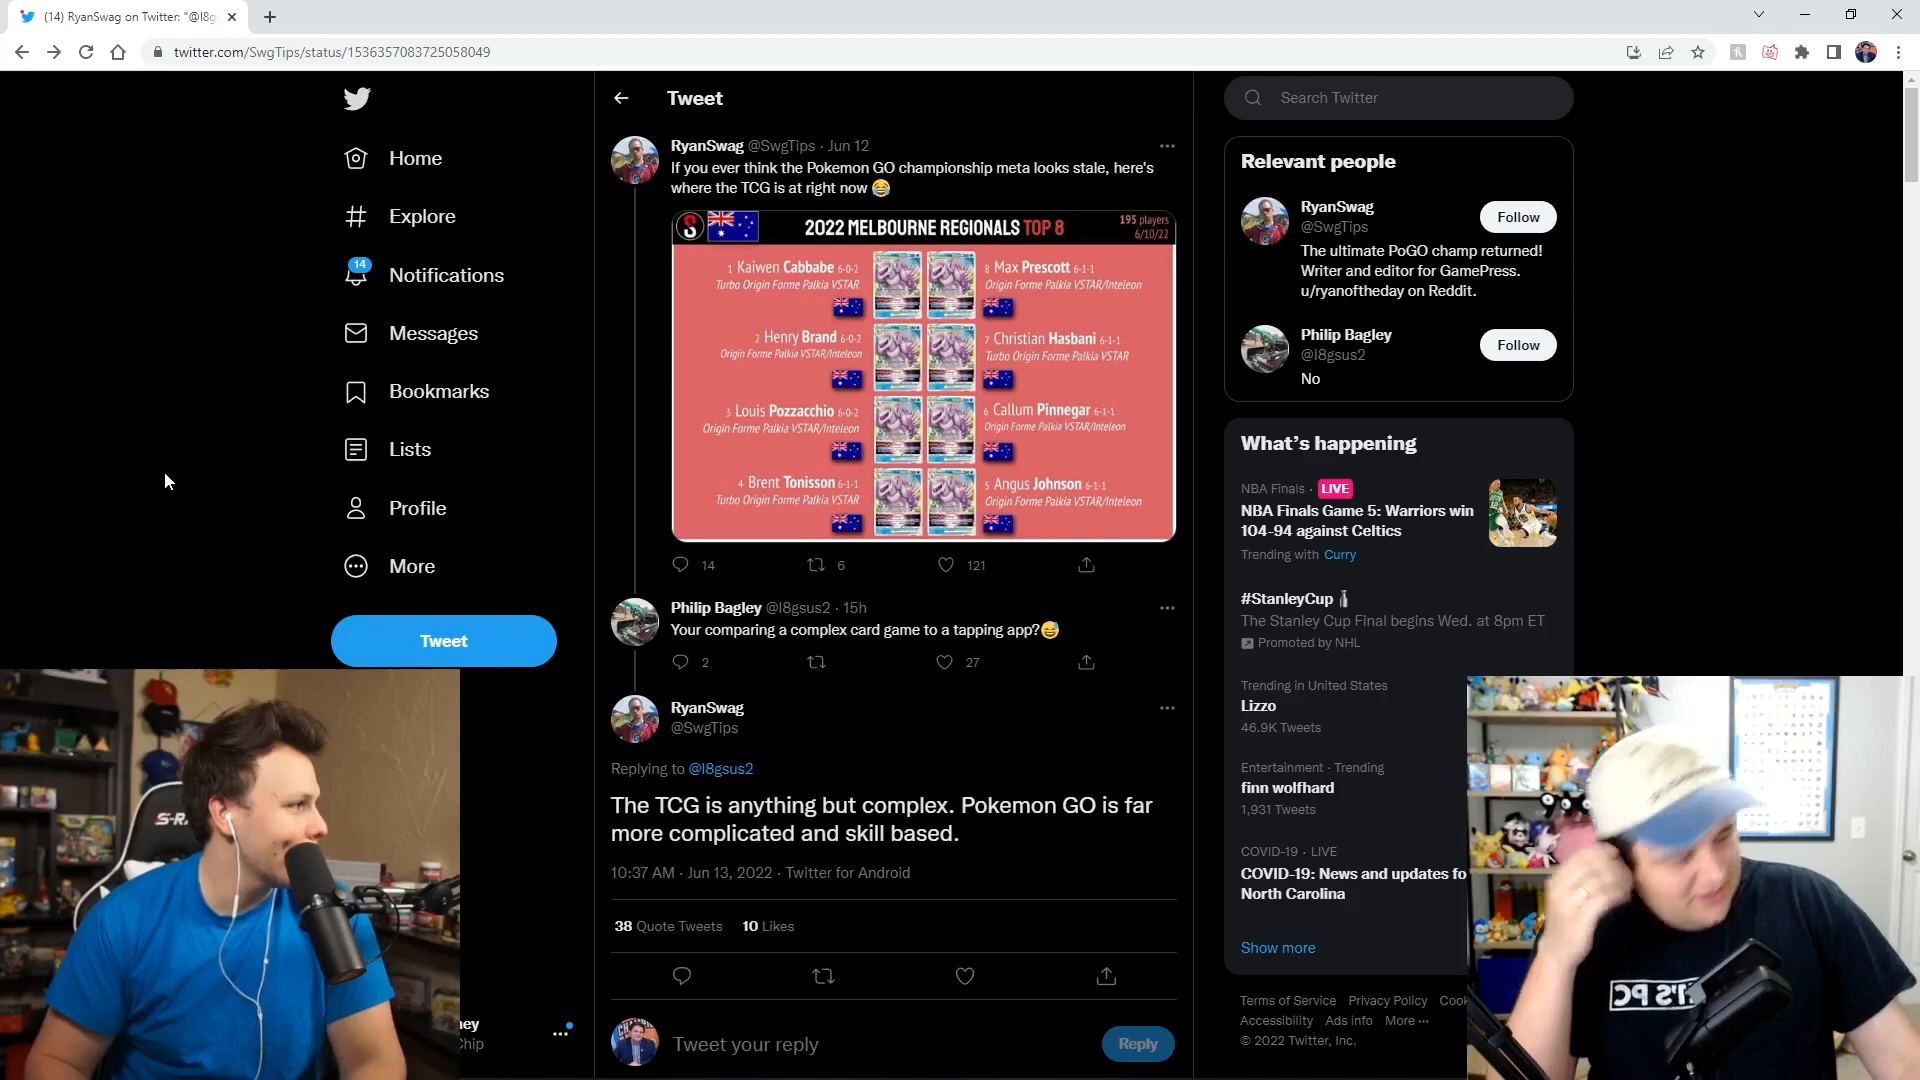 (14) RyanSwag on Twitter: "@l8g
twitter.com/SwgTips/status/1536357083725058049
Home
Explore
14
Notifications
Messages
Bookmarks
Lists
Profile
More
Tweet
ney
Chip
Tweet
RyanSwag @SwgTips · Jun 12
If you ever think the Pokemon GO championship meta looks stale, here's
where the TCG is at right now 😂
2022 MELBOURNE REGIONALS TOP 8
195 players
6/10/22
1 Kaiwen Cabbabe 6-0-2
Turbo Origin Forme Palkia VSTAR
8 Max Prescott 6-1-1
Origin Forme Palkia VSTAR/Inteleon
2 Henry Brand 6-0-2
Origin Forme Palkia VSTAR/Inteleon
7 Christian Hasbani 6-1-1
Turbo Origin Forme Palkia VSTAR
3 Louis Pozzacchio 6-0-2
Origin Forme Palkia VSTAR/Inteleon
6 Callum Pinnegar 6-1-1
Origin Forme Palkia VSTAR/Inteleon
4 Brent Tonisson 6-1-1
Turbo Origin Forme Palkia VSTAR
5 Angus Johnson 6-1-1
Origin Forme Palkia VSTAR/Inteleon
14 6 121
Philip Bagley @l8gsus2 · 15h
Your comparing a complex card game to a tapping app?😅
2 27
RyanSwag
@SwgTips
Replying to @l8gsus2
The TCG is anything but complex. Pokemon GO is far
more complicated and skill based.
10:37 AM · Jun 13, 2022 · Twitter for Android
38 Quote Tweets 10 Likes
Tweet your reply
Reply
Search Twitter
Relevant people
RyanSwag
@SwgTips
Follow
The ultimate PoGO champ returned!
Writer and editor for GamePress.
u/ryanoftheday on Reddit.
Philip Bagley
@l8gsus2
Follow
No
What's happening
NBA Finals · LIVE
NBA Finals Game 5: Warriors win
104-94 against Celtics
Trending with Curry
#StanleyCup
The Stanley Cup Final begins Wed. at 8pm ET
Promoted by NHL
Trending in United States
Lizzo
46.9K Tweets
Entertainment · Trending
finn wolfhard
1,931 Tweets
COVID-19 · LIVE
COVID-19: News and updates fo
North Carolina
Show more
Terms of Service Privacy Policy Cook
Accessibility Ads info More ···
© 2022 Twitter, Inc.